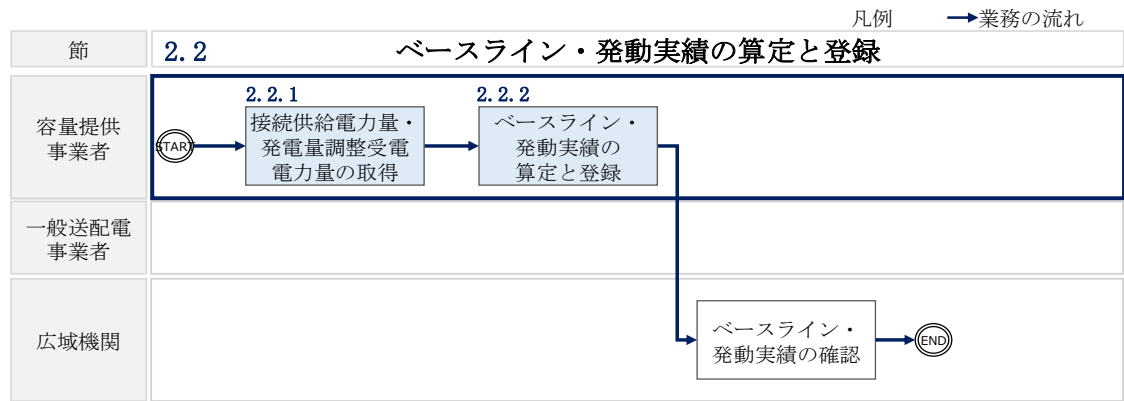 凡例 業務の流れ
節
2.2 ベースライン・発動実績の算定と登録
容量提供
事業者
START
2.2.1
接続供給電力量・
発電量調整受電
電力量の取得
2.2.2
ベースライン・
発動実績の
算定と登録
一般送配電
事業者
広域機関
ベースライン・
発動実績の確認
END